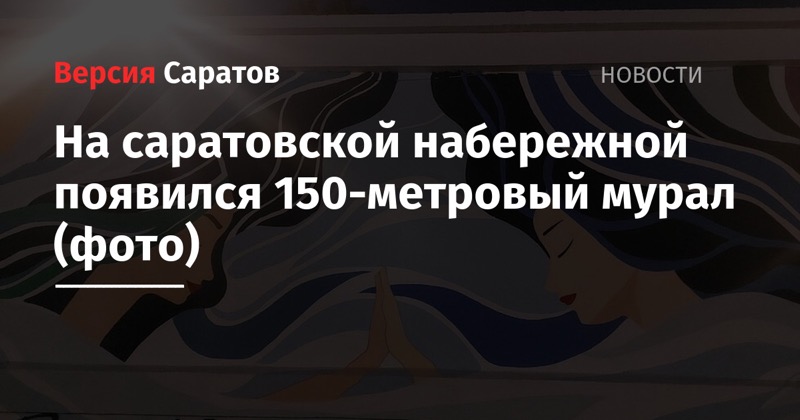 Версия Саратов
НОВОСТИ
На саратовской набережной
появился 150-метровый мурал
(фото)